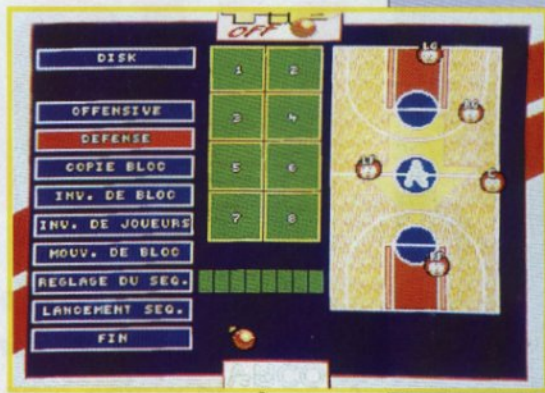 OFF
DISK
OFFENSIVE
DEFENSE
COPIE BLOC
INV. DE BLOC
INV. DE JOUEURS
MOUV. DE BLOC
REGLAGE DU SEQ.
LANCEMENT SEQ.
FIN
1 2
3 4
5 6
7 8
LG
A